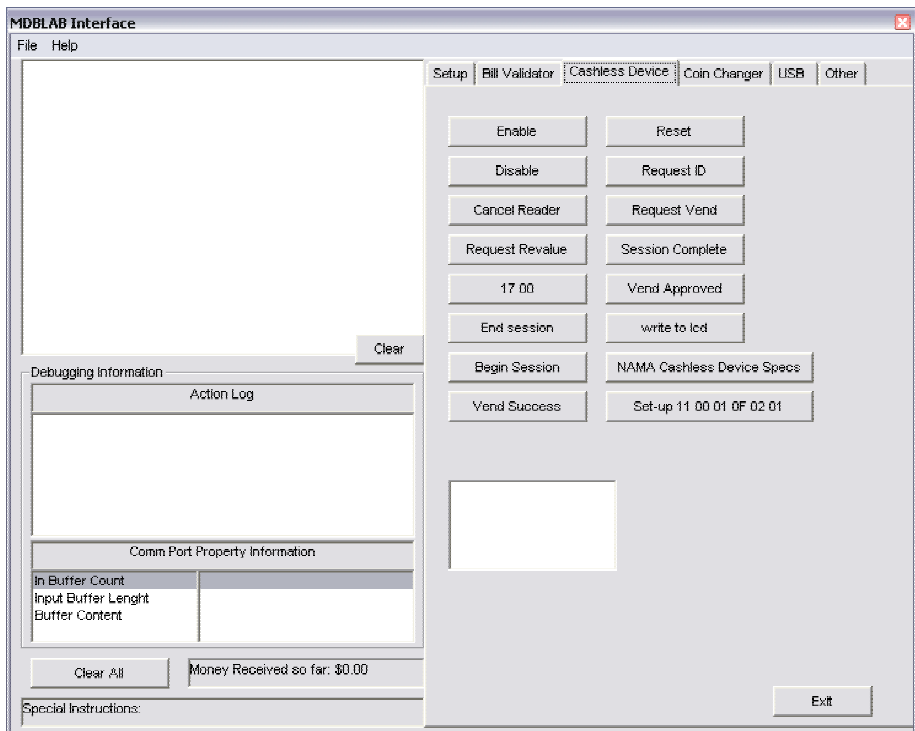 MDBLAB Interface
File Help
Setup Bill Validator Cashless Device Coin Changer USB Other
Enable Reset
Disable Request ID
Cancel Reader Request Vend
Request Revalue Session Complete
17 00 Vend Approved
End session write to lcd
Begin Session NAMA Cashless Device Specs
Vend Success Set-up 11 00 01 0F 02 01
Clear
Debugging Information
Action Log
Comm Port Property Information
In Buffer Count
Input Buffer Lenght
Buffer Content
Clear All Money Received so far: $0.00
Special Instructions:
Exit